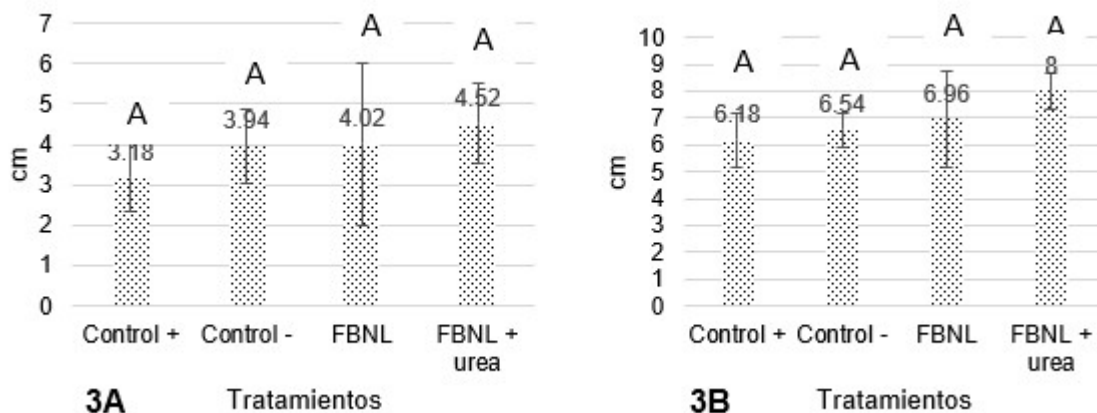 7
6
5
4
3
2
1
0
cm
A
A
A
A
3.18
3.94
4.02
4.52
Control +
Control -
FBNL
FBNL +
urea
3A
Tratamientos
10
9
8
7
6
5
4
3
2
1
0
cm
A
A
A
A
6.18
6.54
6.96
8
Control +
Control -
FBNL
FBNL +
urea
3B
Tratamientos